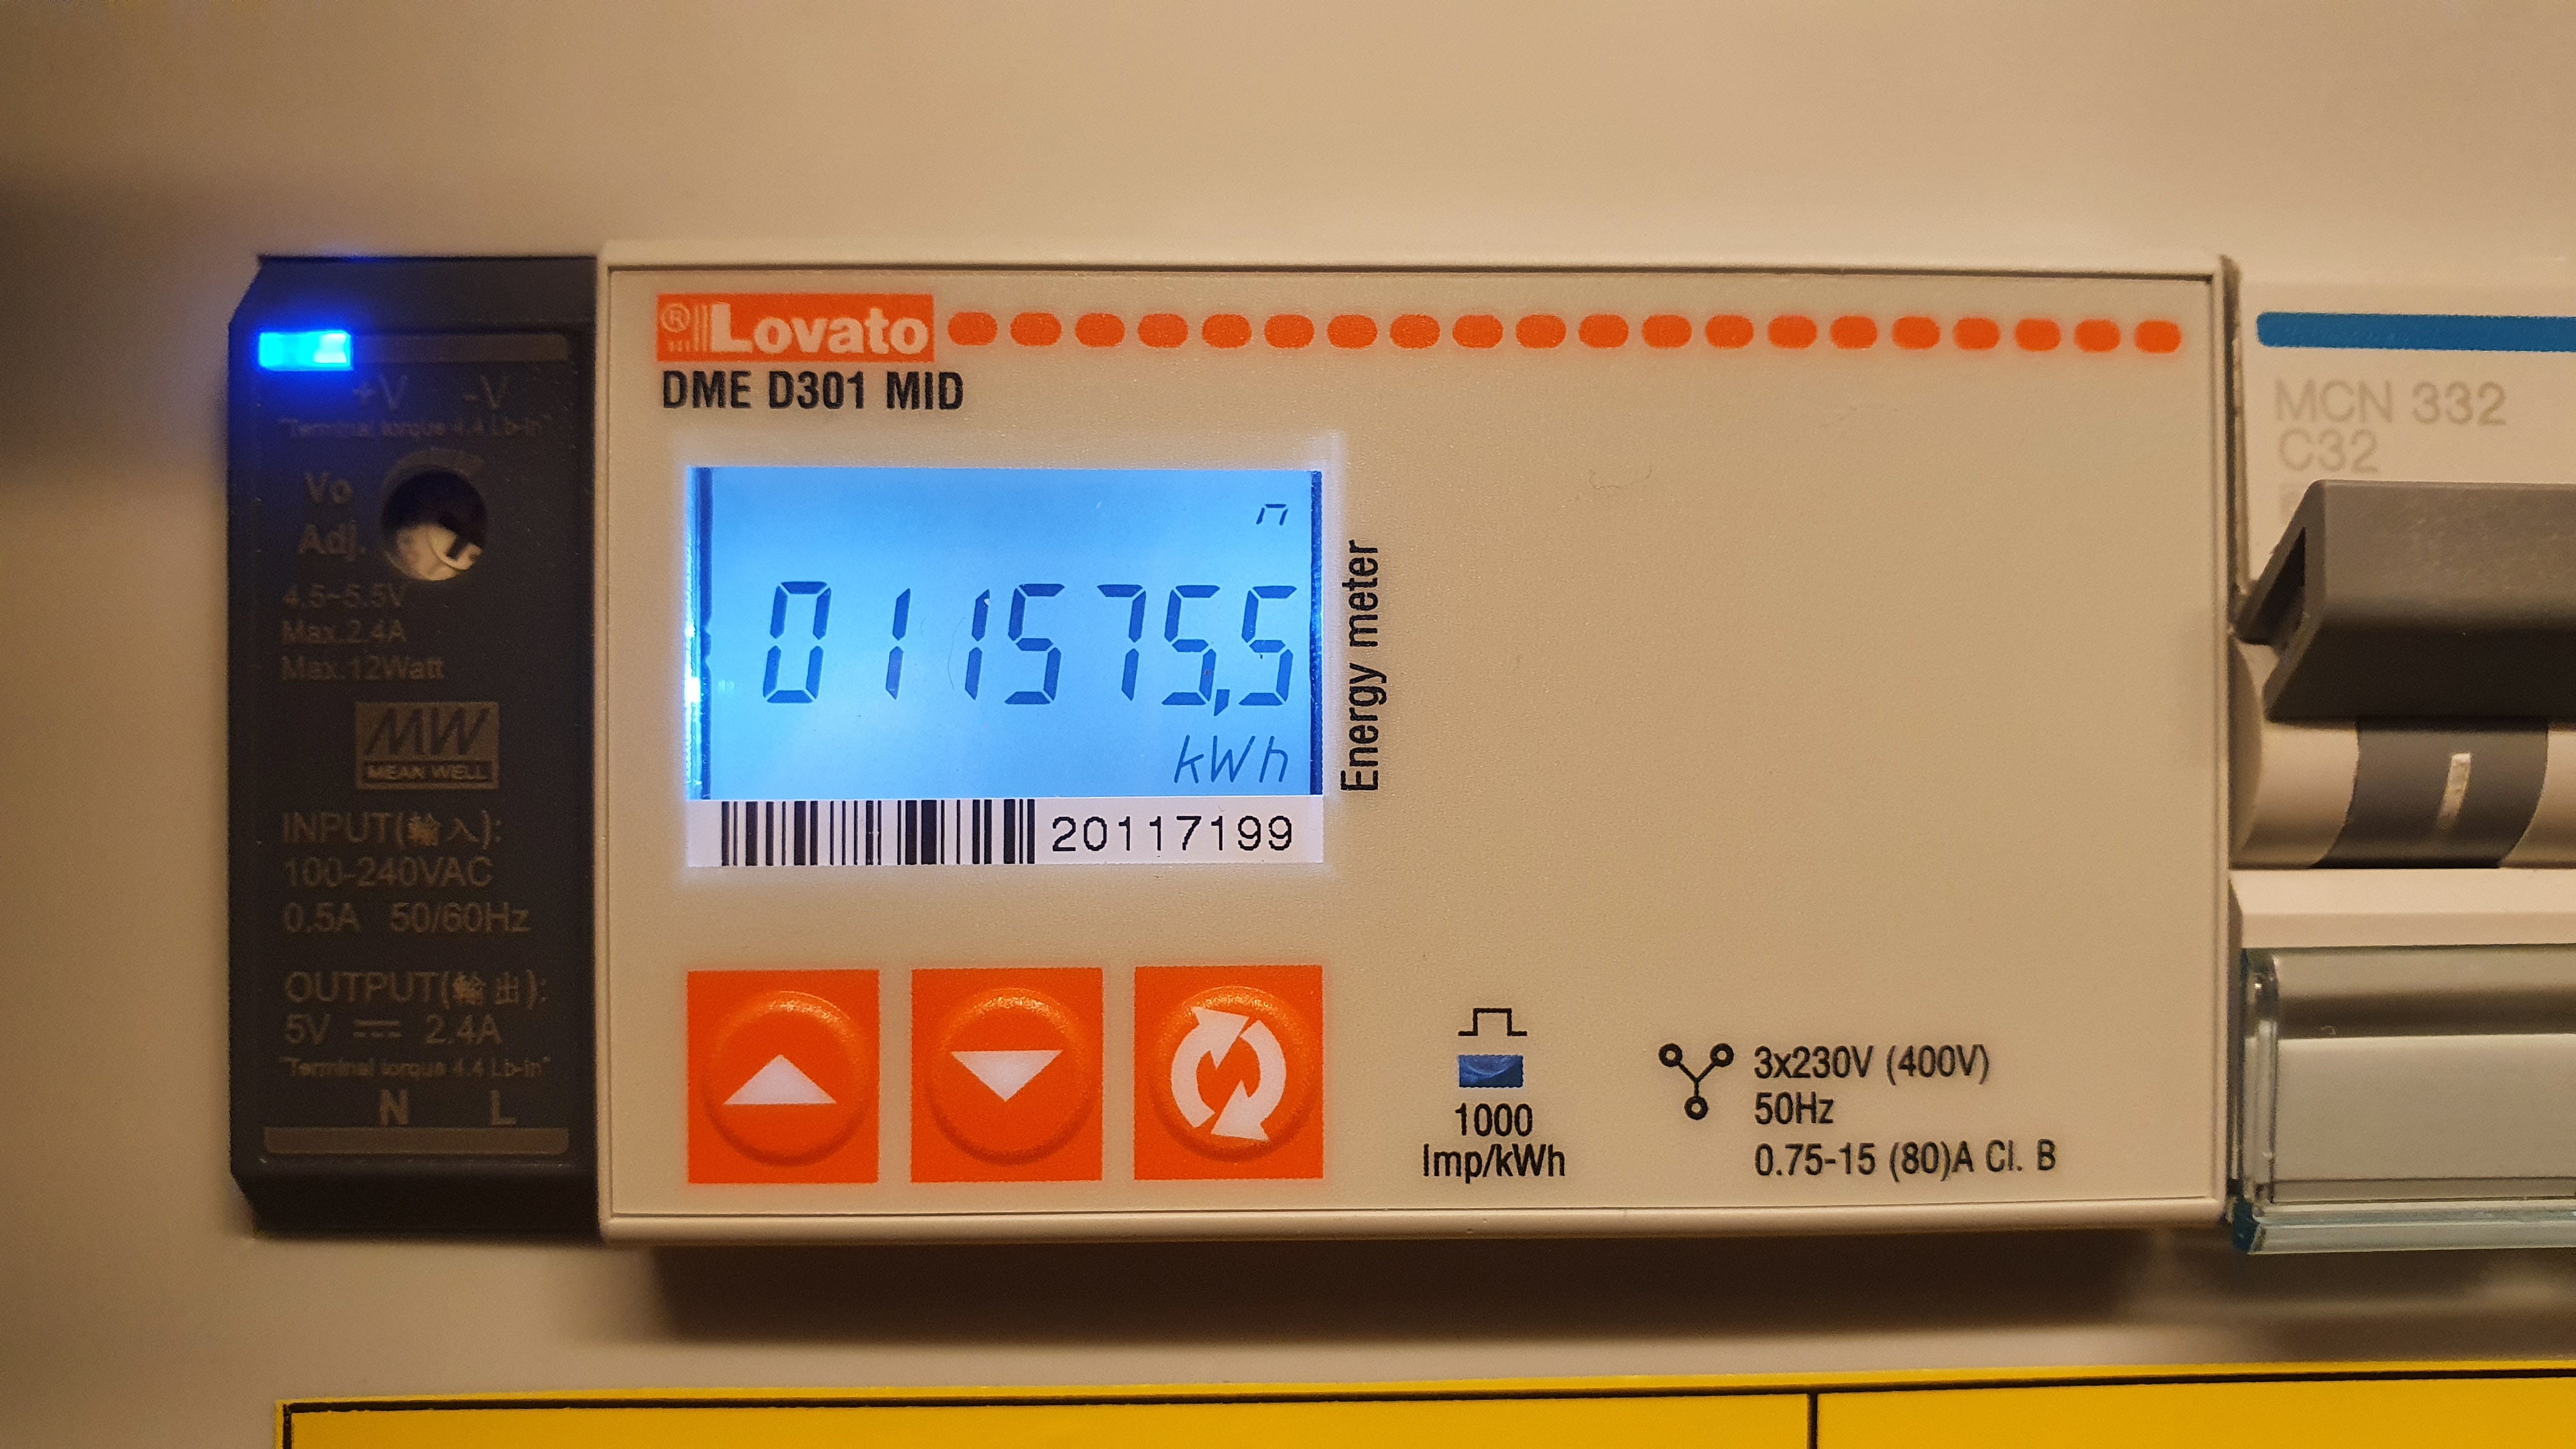 +V -V
"Terminal torque 4.4 Lb-in"
Vo
Adj.
4.5~5.5V
Max.2.4A
Max.12Watt
MW
MEAN WELL
INPUT(輸入):
100-240VAC
0.5A 50/60Hz
OUTPUT(輸出):
5V ⎓ 2.4A
"Terminal torque 4.4 Lb-in"
N L
® Lovato
DME D301 MID
011575,5
kWh
20117199
Energy meter
1000
Imp/kWh
3x230V (400V)
50Hz
0.75-15 (80)A Cl. B
MCN 332
C32